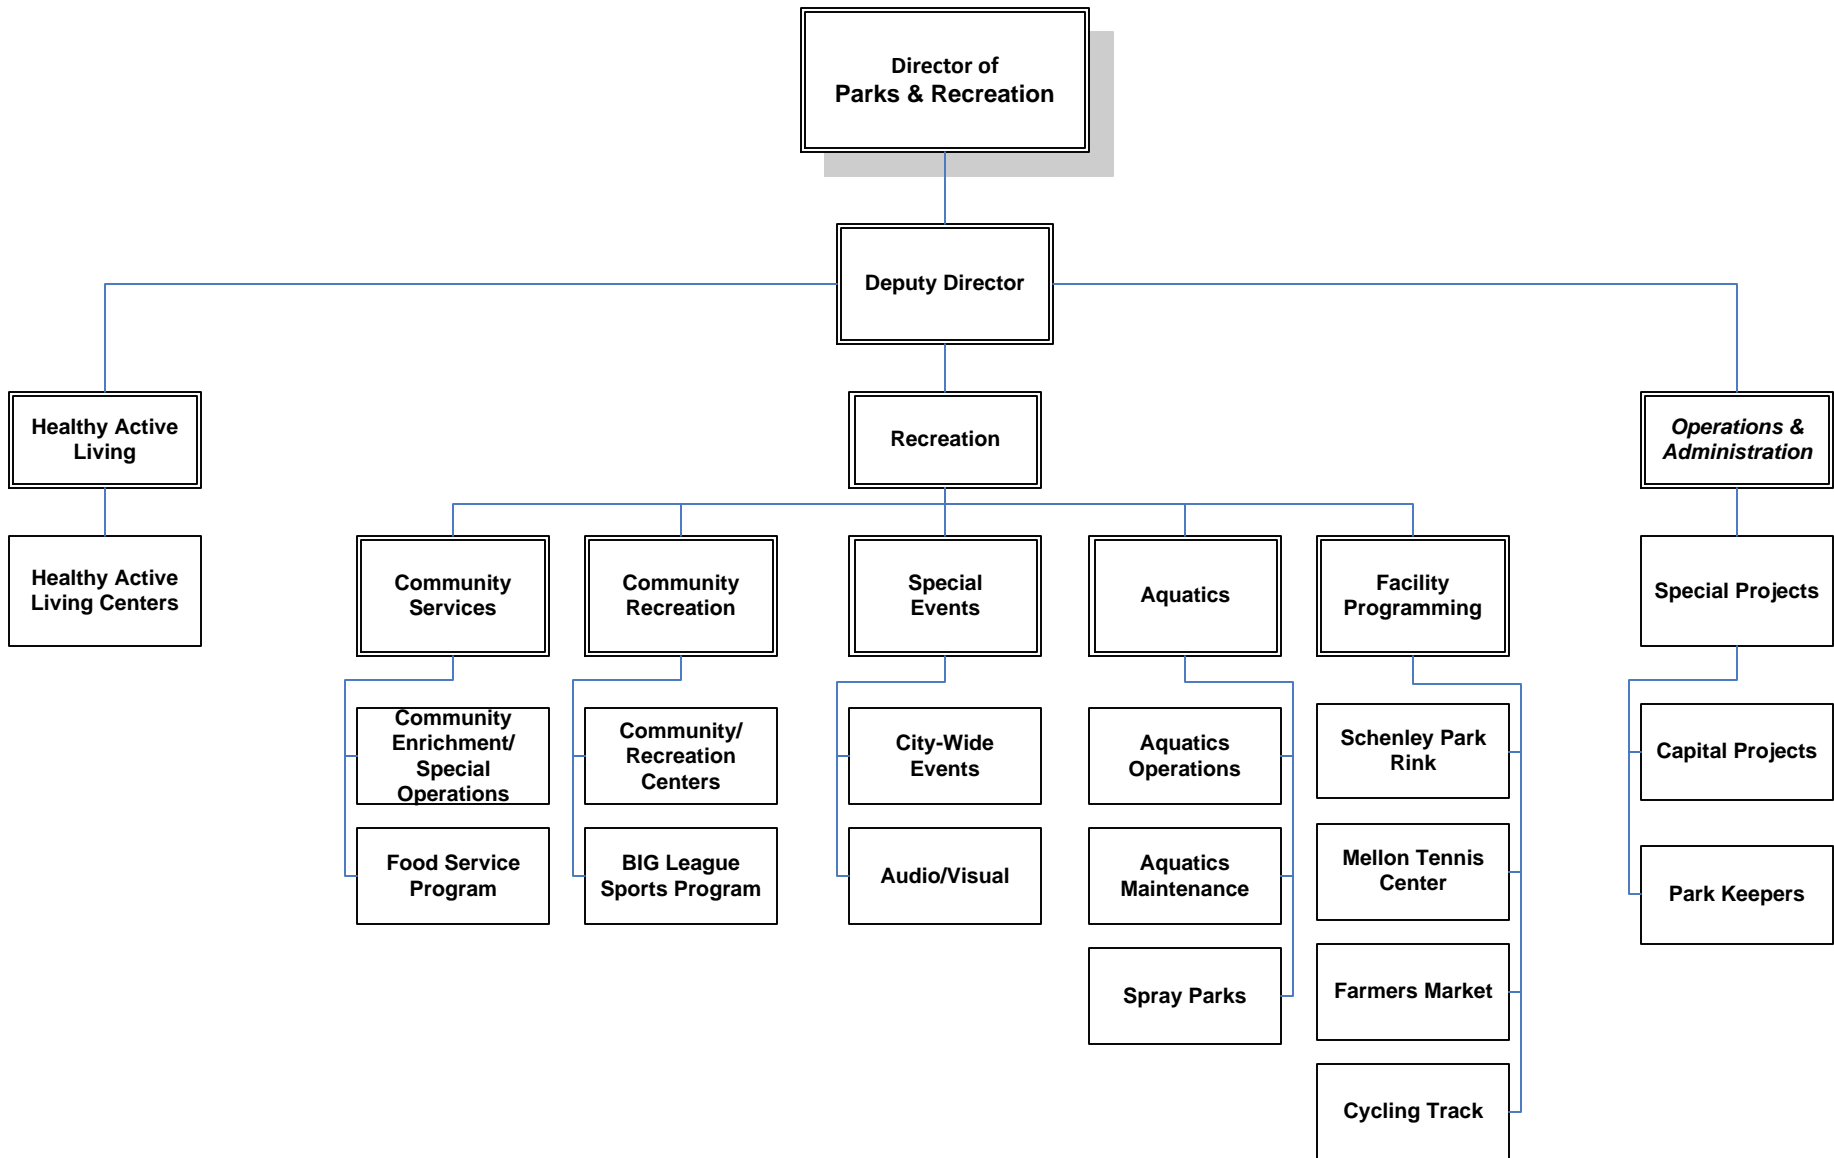 Director of
Parks & Recreation
Deputy Director
Healthy Active
Living
Recreation
Operations &
Administration
Healthy Active
Living Centers
Community
Services
Community
Recreation
Special
Events
Aquatics
Facility
Programming
Special Projects
Community
Enrichment/
Special
Operations
Community/
Recreation
Centers
City-Wide
Events
Aquatics
Operations
Schenley Park
Rink
Capital Projects
Food Service
Program
BIG League
Sports Program
Audio/Visual
Aquatics
Maintenance
Mellon Tennis
Center
Park Keepers
Spray Parks
Farmers Market
Cycling Track